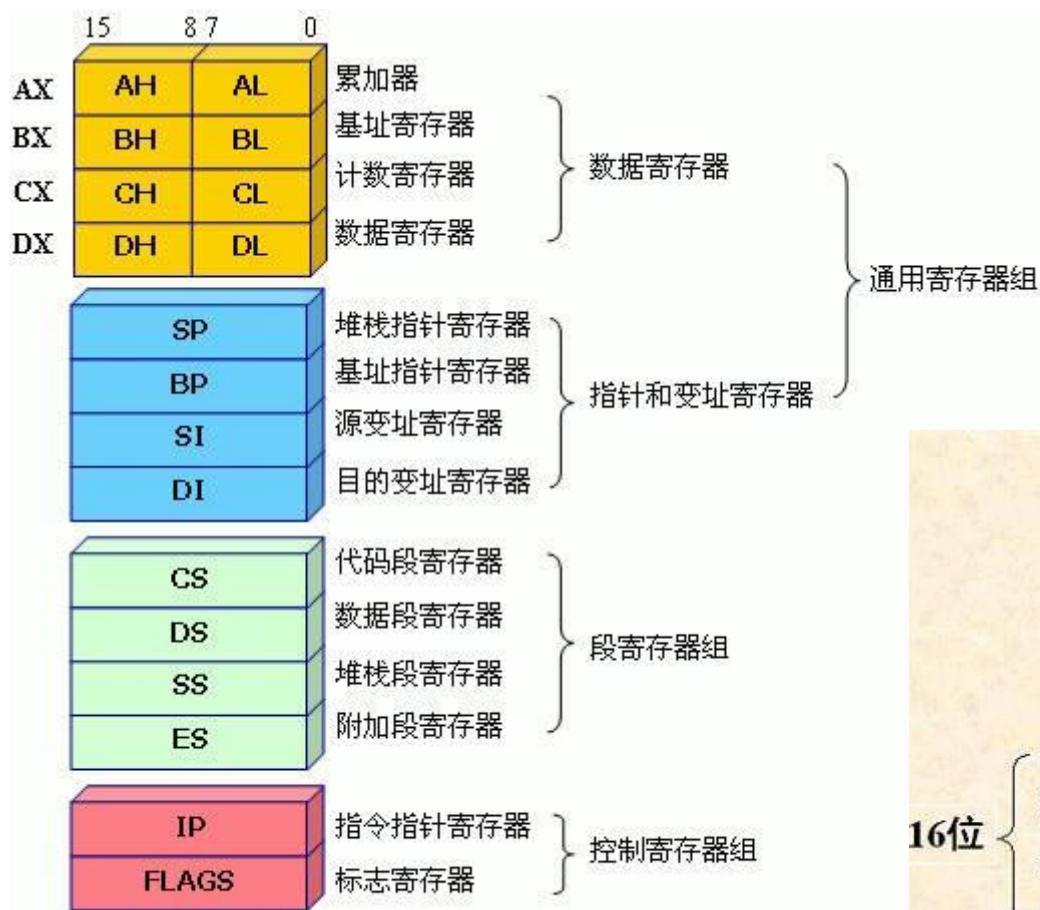 15 8 7 0
AX AH AL 累加器
BX BH BL 基址寄存器
CX CH CL 计数寄存器
DX DH DL 数据寄存器
数据寄存器
SP 堆栈指针寄存器
BP 基址指针寄存器
SI 源变址寄存器
DI 目的变址寄存器
指针和变址寄存器
通用寄存器组
CS 代码段寄存器
DS 数据段寄存器
SS 堆栈段寄存器
ES 附加段寄存器
段寄存器组
IP 指令指针寄存器
FLAGS 标志寄存器
控制寄存器组
16位